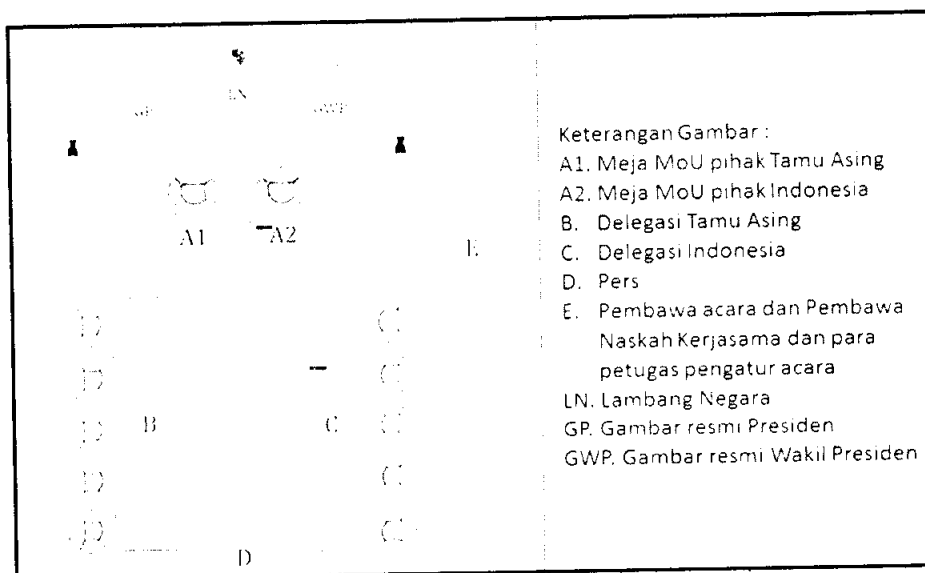 LN
GP
GWP
A1
A2
E
B
C
D
Keterangan Gambar :
A1. Meja MoU pihak Tamu Asing
A2. Meja MoU pihak Indonesia
B. Delegasi Tamu Asing
C. Delegasi Indonesia
D. Pers
E. Pembawa acara dan Pembawa
Naskah Kerjasama dan para
petugas pengatur acara
LN. Lambang Negara
GP. Gambar resmi Presiden
GWP. Gambar resmi Wakil Presiden